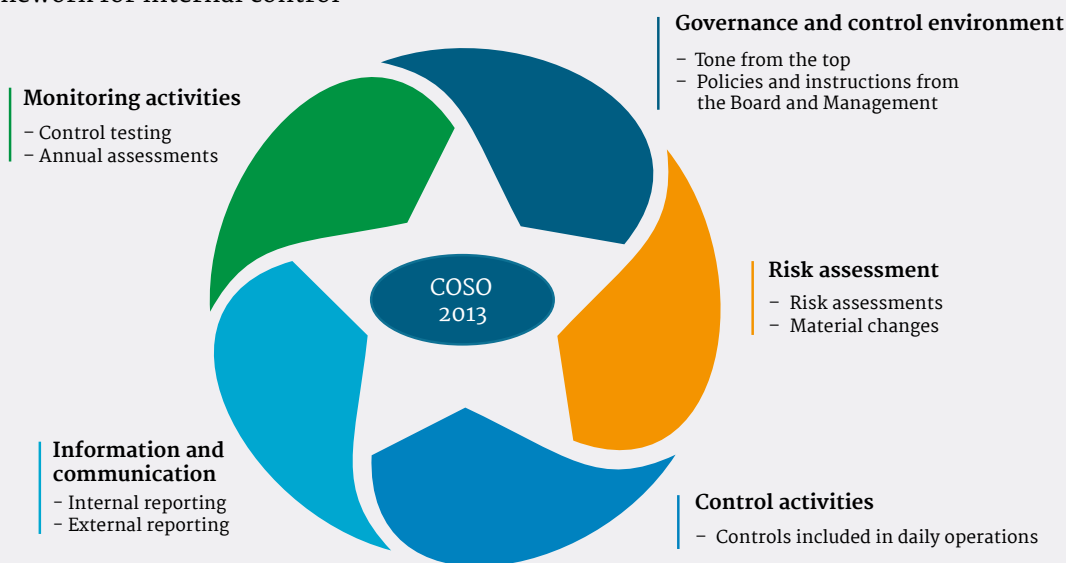 Governance and control environment
– Tone from the top
– Policies and instructions from
the Board and Management
Monitoring activities
– Control testing
– Annual assessments
COSO
2013
Risk assessment
– Risk assessments
– Material changes
Information and
communication
– Internal reporting
– External reporting
Control activities
– Controls included in daily operations